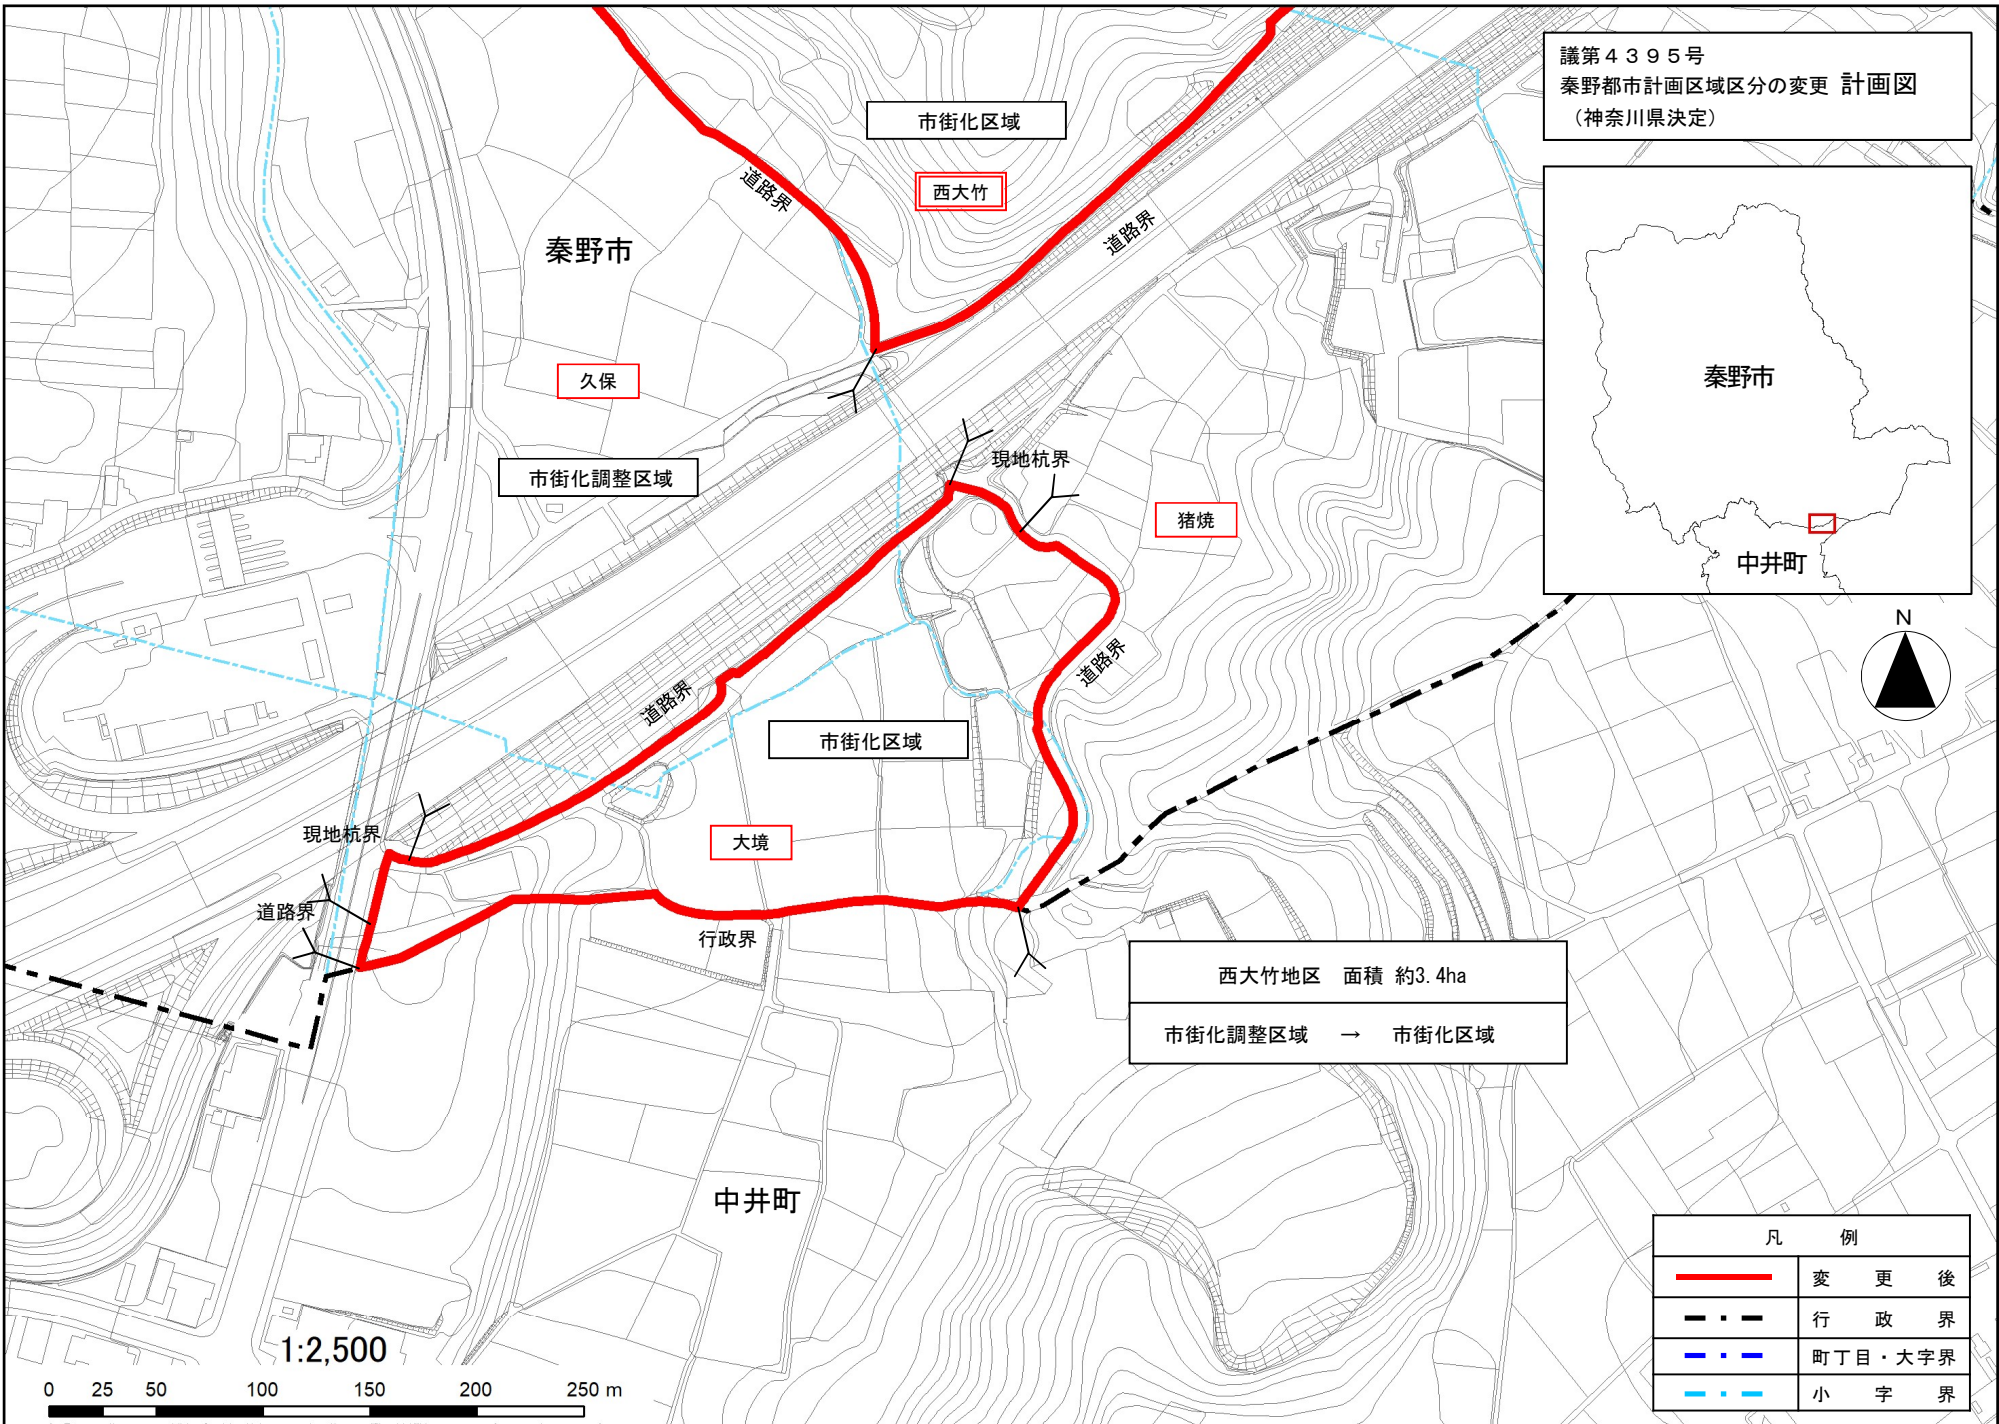 議第４３９５号
秦野都市計画区域区分の変更 計画図
（神奈川県決定）
市街化区域
西大竹
道路界
道路界
秦野市
久保
市街化調整区域
現地杭界
猪焼
秦野市
中井町
N
道路界
道路界
市街化区域
大境
現地杭界
道路界
行政界
西大竹地区　面積 約3.4ha
市街化調整区域　→　市街化区域
中井町
凡　例
変　更　後
行　政　界
町丁目・大字界
小　字　界
1:2,500
0 25 50 100 150 200 250 m